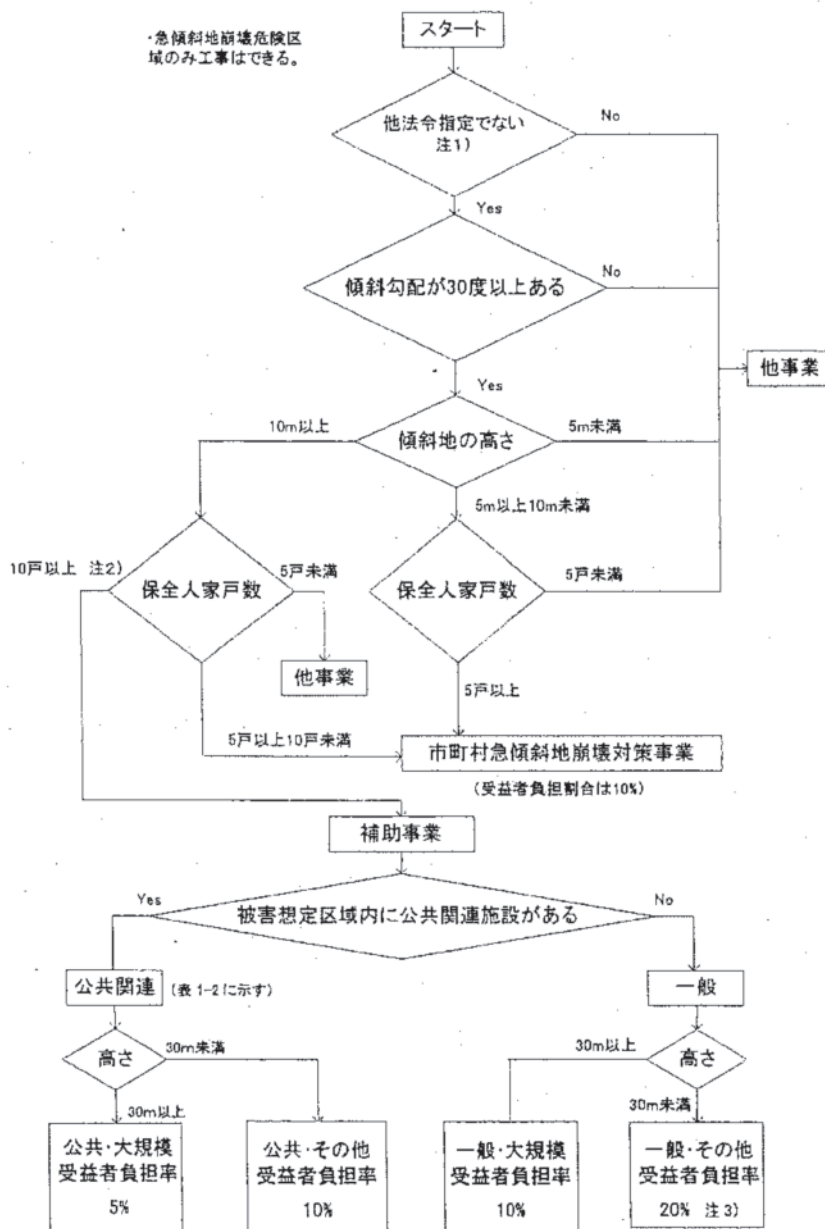 ・急傾斜地崩壊危険区
域のみ工事はできる。
スタート
他法令指定でない
注1)
No
Yes
傾斜勾配が30度以上ある
No
他事業
Yes
10m以上
傾斜地の高さ
5m未満
5m以上10m未満
10戸以上 注2)
保全人家戸数
5戸未満
保全人家戸数
5戸未満
他事業
5戸以上
5戸以上10戸未満
市町村急傾斜地崩壊対策事業
(受益者負担割合は10%)
補助事業
Yes
被害想定区域内に公共関連施設がある
No
公共関連
(表1-2に示す)
一般
高さ
30m未満
30m以上
高さ
30m以上
30m未満
公共・大規模
受益者負担率
5%
公共・その他
受益者負担率
10%
一般・大規模
受益者負担率
10%
一般・その他
受益者負担率
20% 注3)